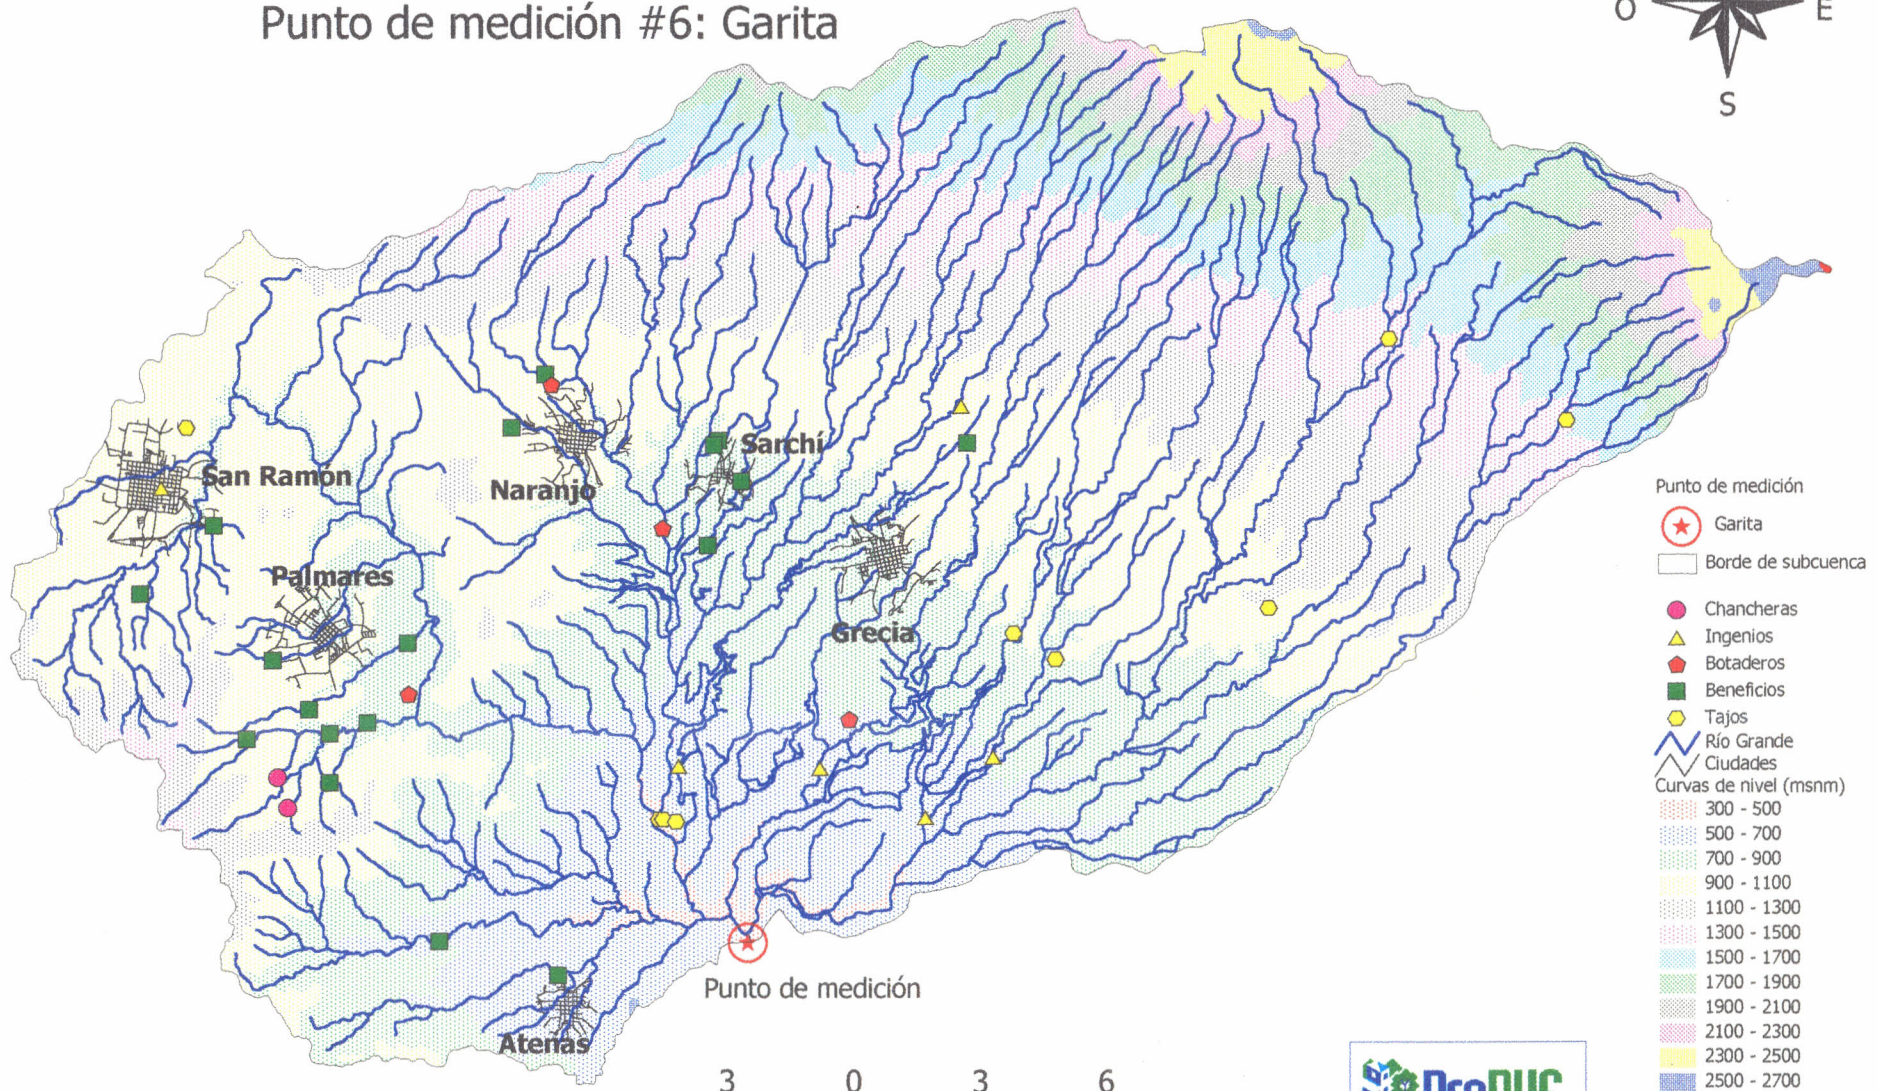 Punto de medición #6: Garita
O
E
S
San Ramón
Naranjo
Sarchí
Palmares
Grecia
Atenas
Punto de medición
3 0 3 6
Punto de medición
Garita
Borde de subcuenca
Chancheras
Ingenios
Botaderos
Beneficios
Tajos
Río Grande
Ciudades
Curvas de nivel (msnm)
300 - 500
500 - 700
700 - 900
900 - 1100
1100 - 1300
1300 - 1500
1500 - 1700
1700 - 1900
1900 - 2100
2100 - 2300
2300 - 2500
2500 - 2700
ProDUS